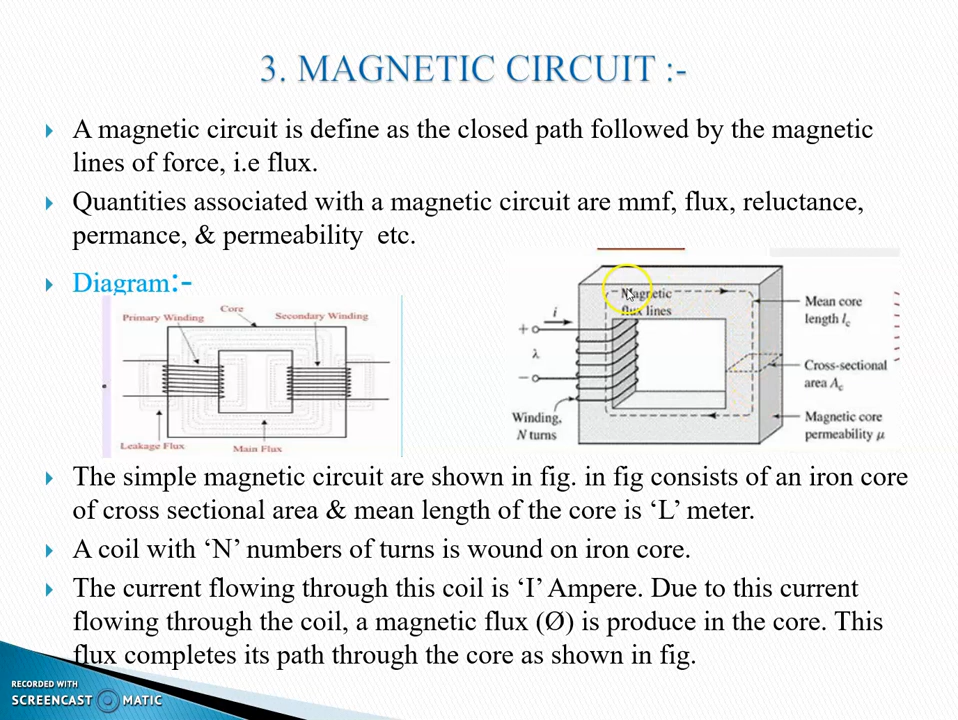 3. MAGNETIC CIRCUIT :-
A magnetic circuit is define as the closed path followed by the magnetic
lines of force, i.e flux.
Quantities associated with a magnetic circuit are mmf, flux, reluctance,
permance, & permeability etc.
Diagram:-
Primary Winding
Core
Secondary Winding
Leakage Flux
Main Flux
Magnetic
flux lines
i
+
λ
−
Winding,
N turns
Mean core
length lc
Cross-sectional
area Ac
Magnetic core
permeability μ
The simple magnetic circuit are shown in fig. in fig consists of an iron core
of cross sectional area & mean length of the core is ‘L’ meter.
A coil with ‘N’ numbers of turns is wound on iron core.
The current flowing through this coil is ‘I’ Ampere. Due to this current
flowing through the coil, a magnetic flux (Ø) is produce in the core. This
flux completes its path through the core as shown in fig.
RECORDED WITH
SCREENCAST MATIC